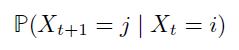 ℙ(X_{t+1} = j | X_t = i)